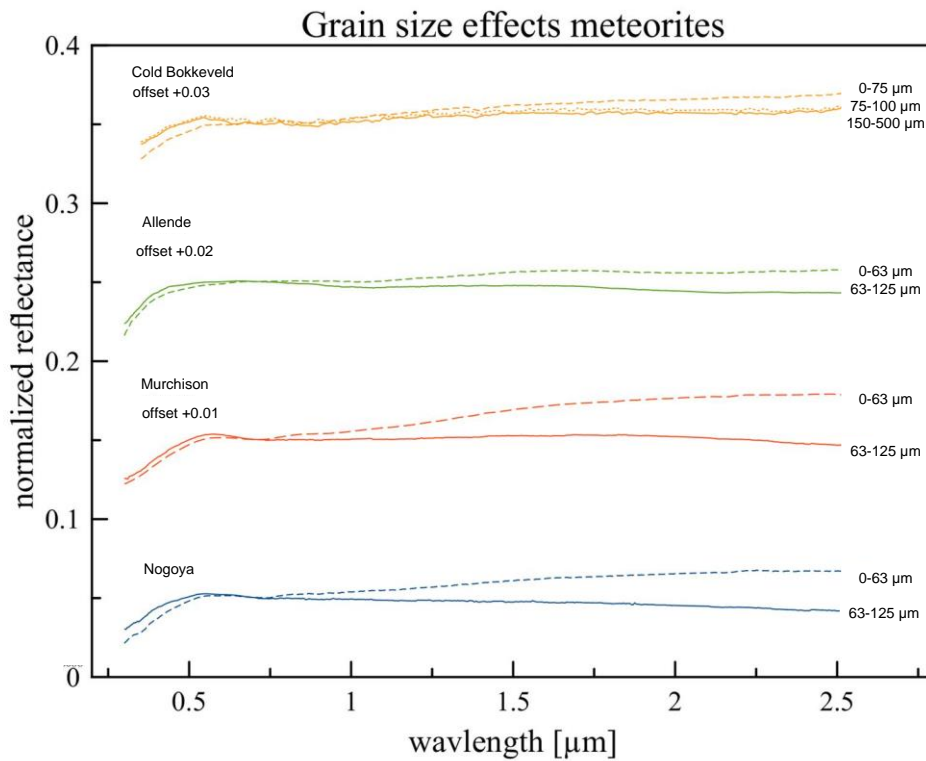 Grain size effects meteorites
0.4
Cold Bokkeveld
offset +0.03
0-75 µm
75-100 µm
150-500 µm
0.3
Allende
offset +0.02
0-63 µm
63-125 µm
normalized reflectance
0.2
Murchison
offset +0.01
0-63 µm
63-125 µm
0.1
Nogoya
0-63 µm
63-125 µm
0
0.5 1 1.5 2 2.5
wavlength [µm]